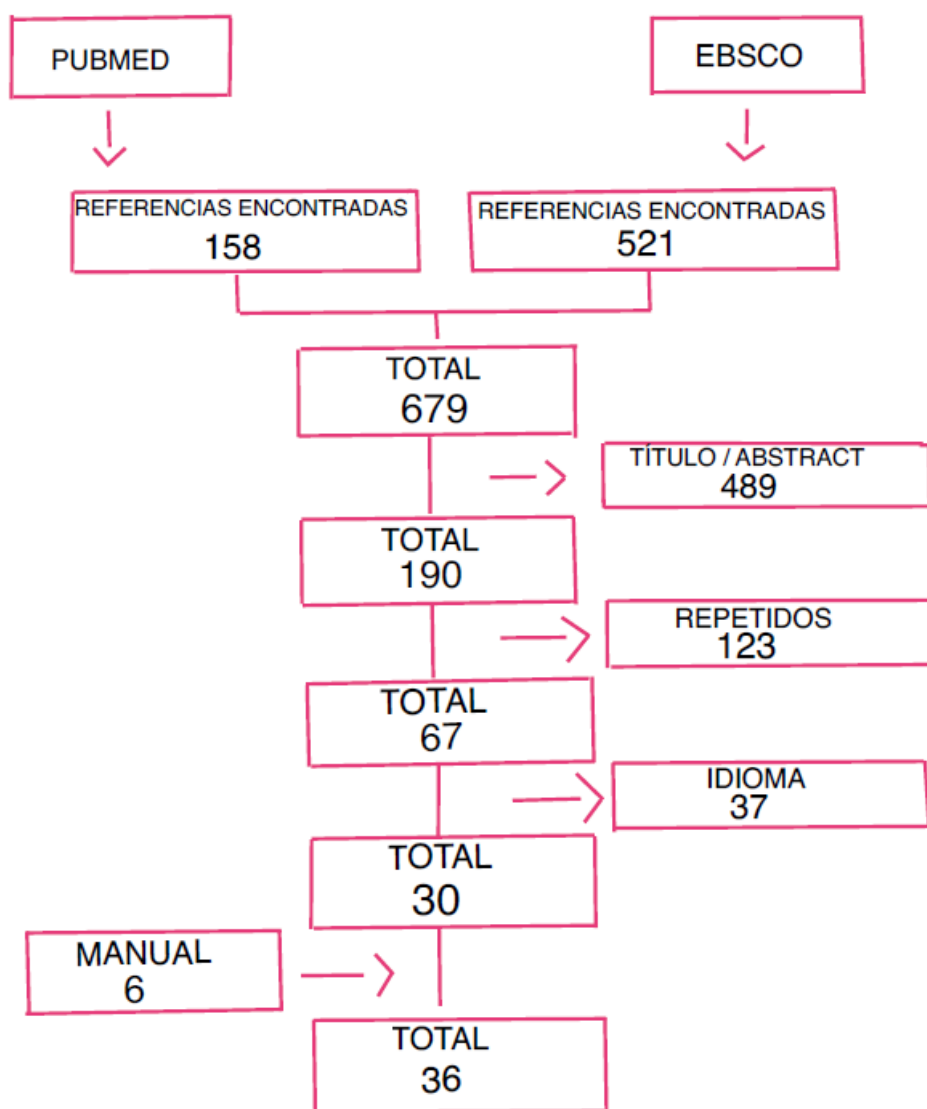 PUBMED
EBSCO
REFERENCIAS ENCONTRADAS
158
REFERENCIAS ENCONTRADAS
521
TOTAL
679
TÍTULO / ABSTRACT
489
TOTAL
190
REPETIDOS
123
TOTAL
67
IDIOMA
37
TOTAL
30
MANUAL
6
TOTAL
36